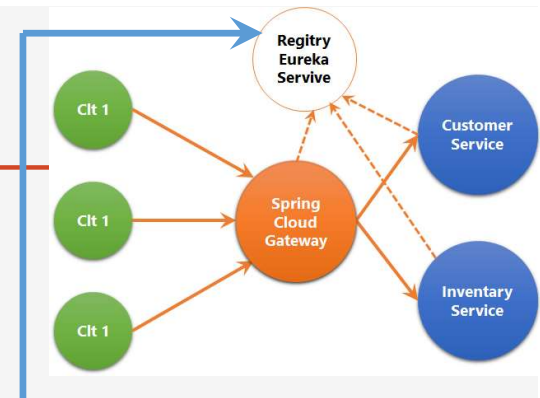 Regitry
Eureka
Servive
Clt 1
Customer
Service
Clt 1
Spring
Cloud
Gateway
Clt 1
Inventary
Service